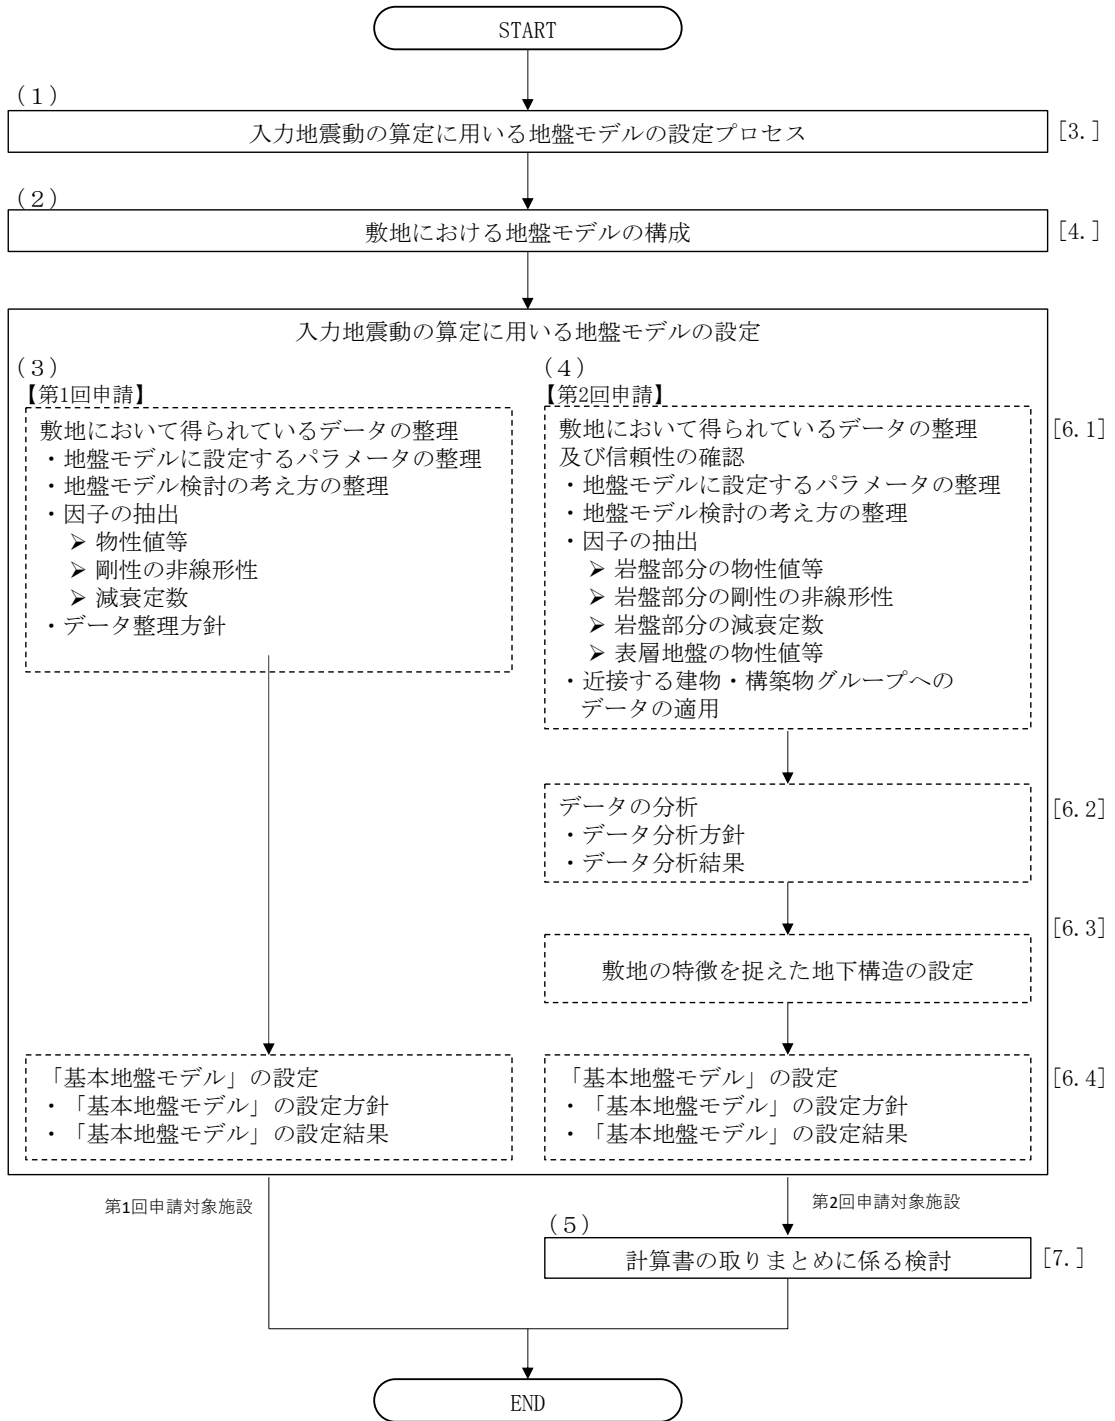 START
(1)
入力地震動の算定に用いる地盤モデルの設定プロセス
[3.]
(2)
敷地における地盤モデルの構成
[4.]
入力地震動の算定に用いる地盤モデルの設定
(3)
【第1回申請】
敷地において得られているデータの整理
・地盤モデルに設定するパラメータの整理
・地盤モデル検討の考え方の整理
・因子の抽出
➢ 物性値等
➢ 剛性の非線形性
➢ 減衰定数
・データ整理方針
(4)
【第2回申請】
敷地において得られているデータの整理
及び信頼性の確認
・地盤モデルに設定するパラメータの整理
・地盤モデル検討の考え方の整理
・因子の抽出
➢ 岩盤部分の物性値等
➢ 岩盤部分の剛性の非線形性
➢ 岩盤部分の減衰定数
➢ 表層地盤の物性値等
・近接する建物・構築物グループへの
データの適用
[6.1]
データの分析
・データ分析方針
・データ分析結果
[6.2]
敷地の特徴を捉えた地下構造の設定
[6.3]
「基本地盤モデル」の設定
・「基本地盤モデル」の設定方針
・「基本地盤モデル」の設定結果
「基本地盤モデル」の設定
・「基本地盤モデル」の設定方針
・「基本地盤モデル」の設定結果
[6.4]
第1回申請対象施設
第2回申請対象施設
(5)
計算書の取りまとめに係る検討
[7.]
END